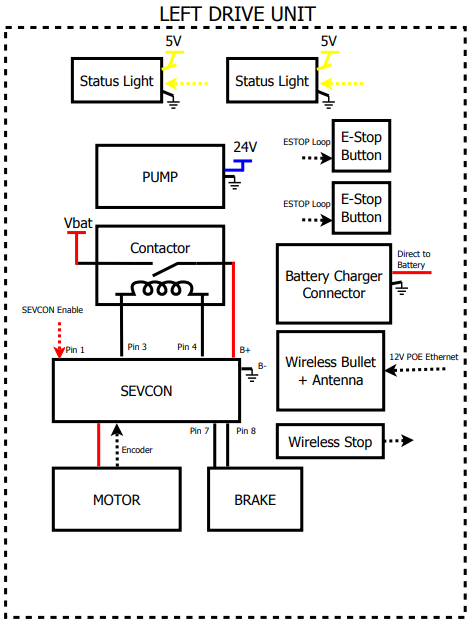 LEFT DRIVE UNIT
5V
5V
Status Light
Status Light
ESTOP Loop
E-Stop
Button
PUMP
24V
ESTOP Loop
E-Stop
Button
Vbat
Contactor
Battery Charger
Connector
Direct to
Battery
SEVCON Enable
Pin 1
Pin 3
Pin 4
B+
B-
SEVCON
Wireless Bullet
+ Antenna
12V POE Ethernet
Pin 7
Pin 8
Encoder
Wireless Stop
MOTOR
BRAKE